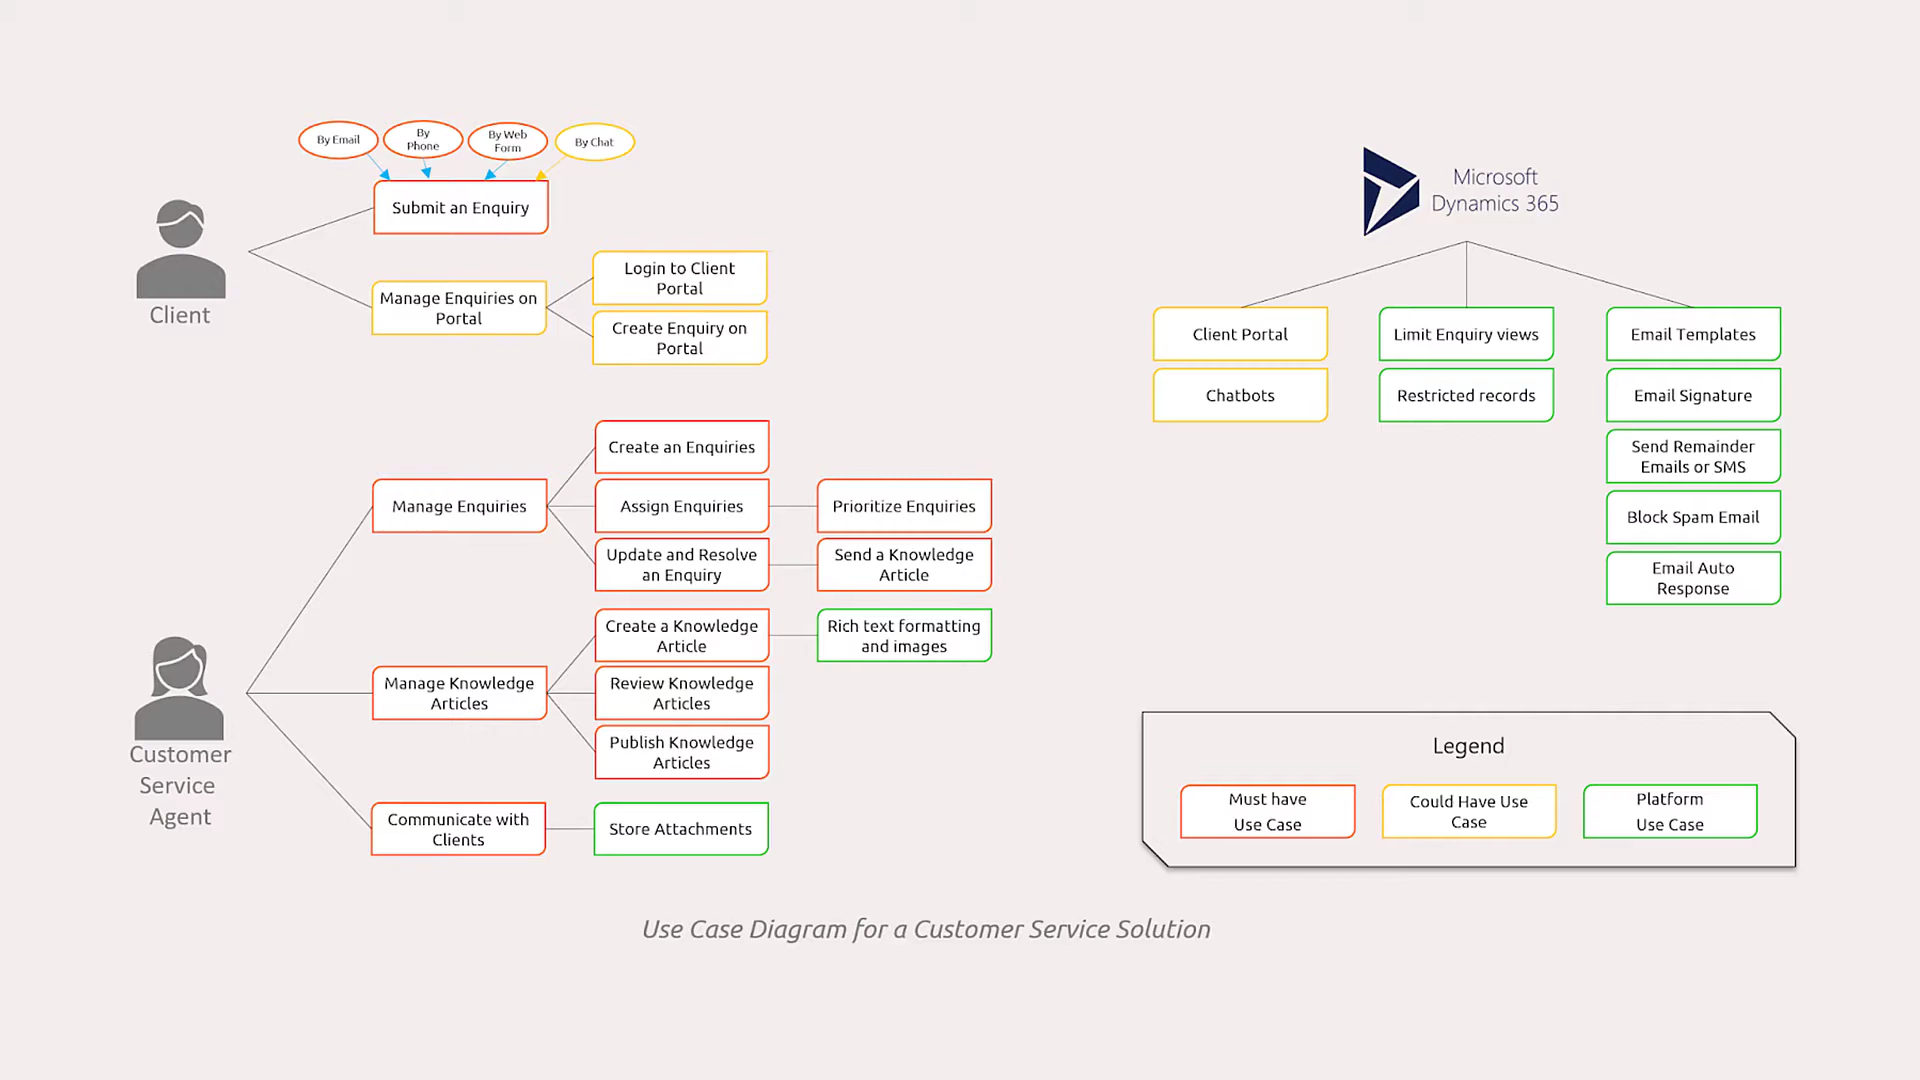 By Email
By
Phone
By Web
Form
By Chat
Submit an Enquiry
Client
Manage Enquiries on
Portal
Login to Client
Portal
Create Enquiry on
Portal
Microsoft
Dynamics 365
Client Portal
Chatbots
Limit Enquiry views
Restricted records
Email Templates
Email Signature
Send Remainder
Emails or SMS
Block Spam Email
Email Auto
Response
Customer
Service
Agent
Manage Enquiries
Create an Enquiries
Assign Enquiries
Prioritize Enquiries
Update and Resolve
an Enquiry
Send a Knowledge
Article
Manage Knowledge
Articles
Create a Knowledge
Article
Rich text formatting
and images
Review Knowledge
Articles
Publish Knowledge
Articles
Communicate with
Clients
Store Attachments
Legend
Must have
Use Case
Could Have Use
Case
Platform
Use Case
Use Case Diagram for a Customer Service Solution